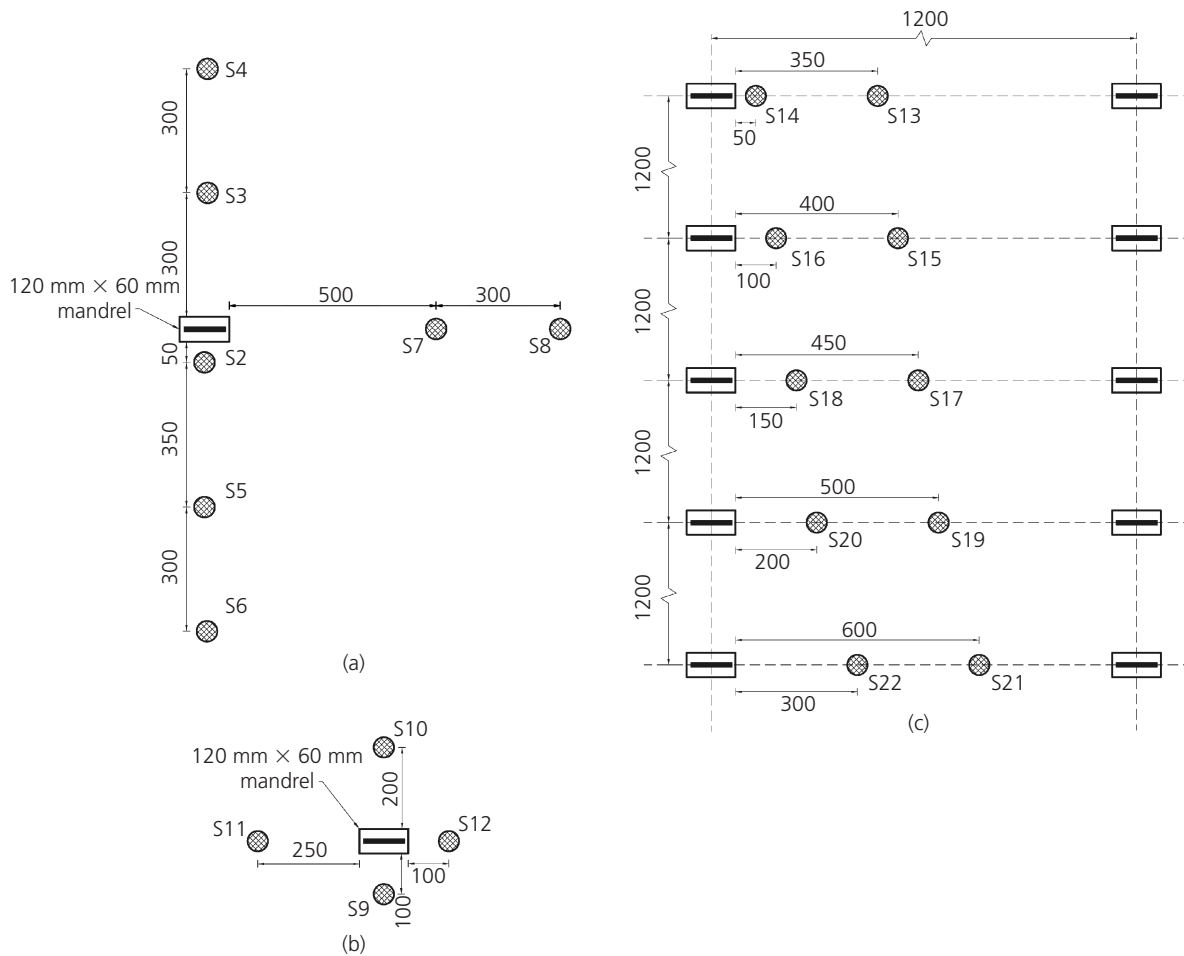 S4
300
S3
300
120 mm × 60 mm
mandrel
500
300
S7
S8
50
S2
350
S5
300
S6
(a)
S10
120 mm × 60 mm
mandrel
200
S11
S12
250
100
S9
100
(b)
1200
350
S14
S13
50
1200
400
S16
S15
100
1200
450
S18
S17
150
1200
500
S20
S19
200
1200
600
S22
S21
300
(c)